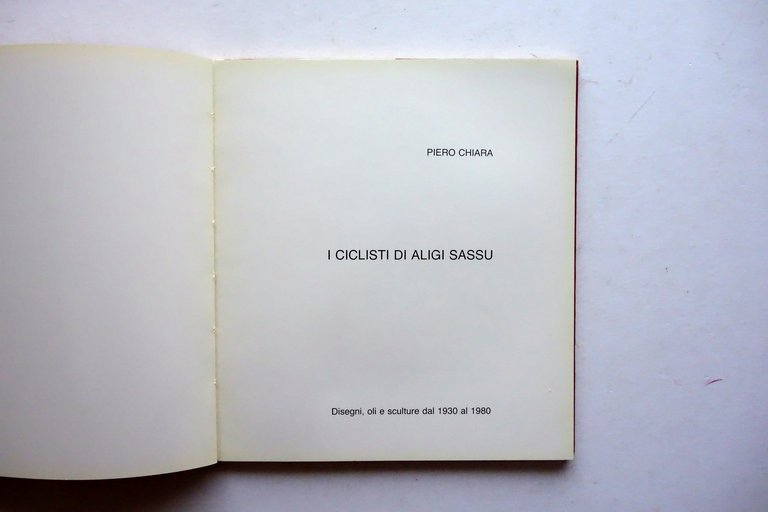 PIERO CHIARA
I CICLISTI DI ALIGI SASSU
Disegni, oli e sculture dal 1930 al 1980